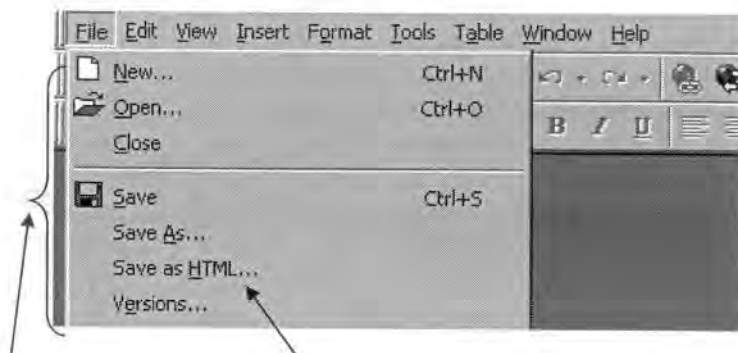 File Edit View Insert Format Tools Table Window Help
New... Ctrl+N
Open... Ctrl+O
Close
B I U
Save Ctrl+S
Save As...
Save as HTML...
Versions...